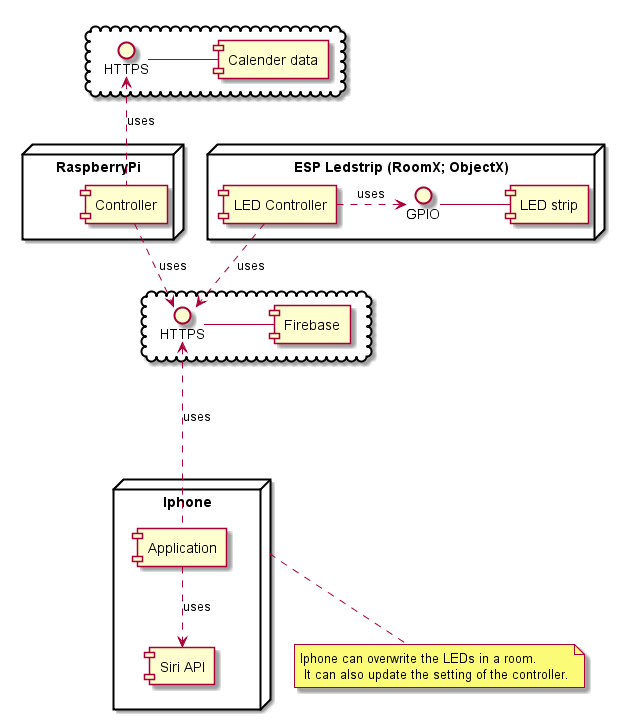 HTTPS
Calender data
uses
RaspberryPi
Controller
ESP Ledstrip (RoomX; ObjectX)
LED Controller
uses
GPIO
LED strip
uses
uses
HTTPS
Firebase
uses
Iphone
Application
uses
Siri API
Iphone can overwrite the LEDs in a room.
It can also update the setting of the controller.